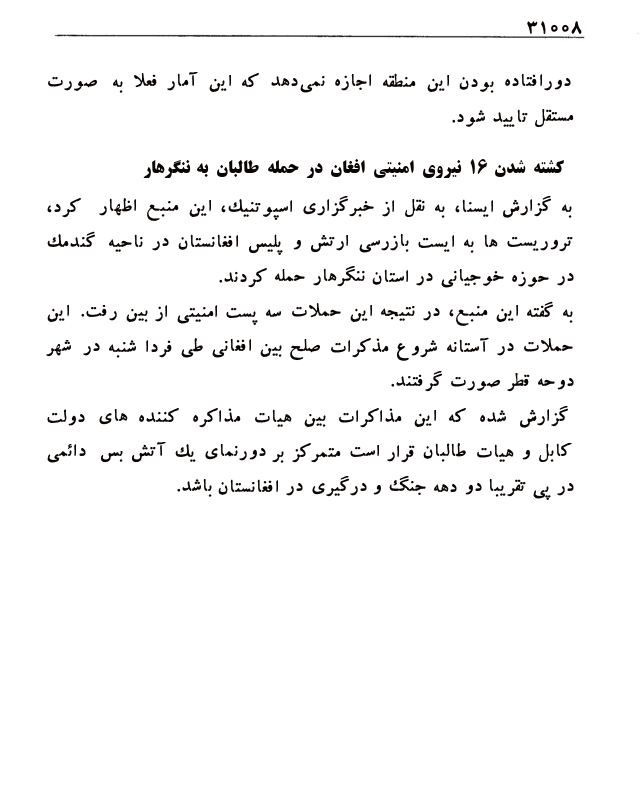 ۳۱۰۰۸
دورافتاده بودن این منطقه اجازه نمی‌دهد که این آمار فعلا به صورت
مستقل تایید شود.
کشته شدن ۱۶ نیروی امنیتی افغان در حمله طالبان به ننگرهار
به گزارش ایسنا، به نقل از خبرگزاری اسپوتنیك، این منبع اظهار کرد،
تروریست ها به ایست بازرسی ارتش و پلیس افغانستان در ناحیه گندمك
در حوزه خوجیانی در استان ننگرهار حمله کردند.
به گفته این منبع، در نتیجه این حملات سه پست امنیتی از بین رفت. این
حملات در آستانه شروع مذکرات صلح بین افغانی طی فردا شنبه در شهر
دوحه قطر صورت گرفتند.
گزارش شده که این مذاکرات بین هیات مذاکره کننده های دولت
کابل و هیات طالبان قرار است متمرکز بر دورنمای یك آتش بس دائمی
در پی تقریبا دو دهه جنگ و درگیری در افغانستان باشد.